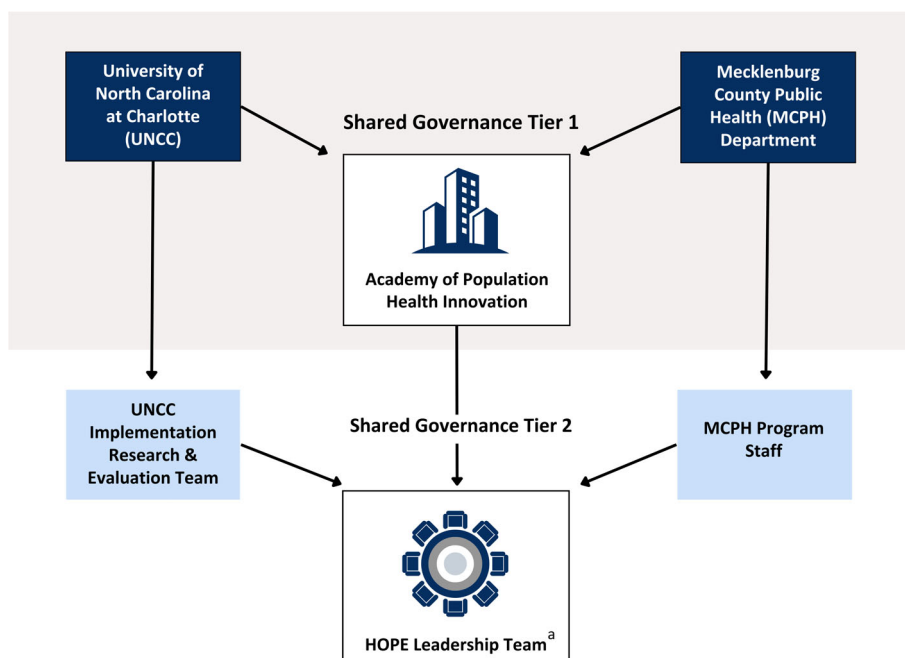 University of
North Carolina
at Charlotte
(UNCC)
Mecklenburg
County Public
Health (MCPH)
Department
Shared Governance Tier 1
Academy of Population
Health Innovation
Shared Governance Tier 2
UNCC
Implementation
Research &
Evaluation Team
MCPH Program
Staff
HOPE Leadership Team a